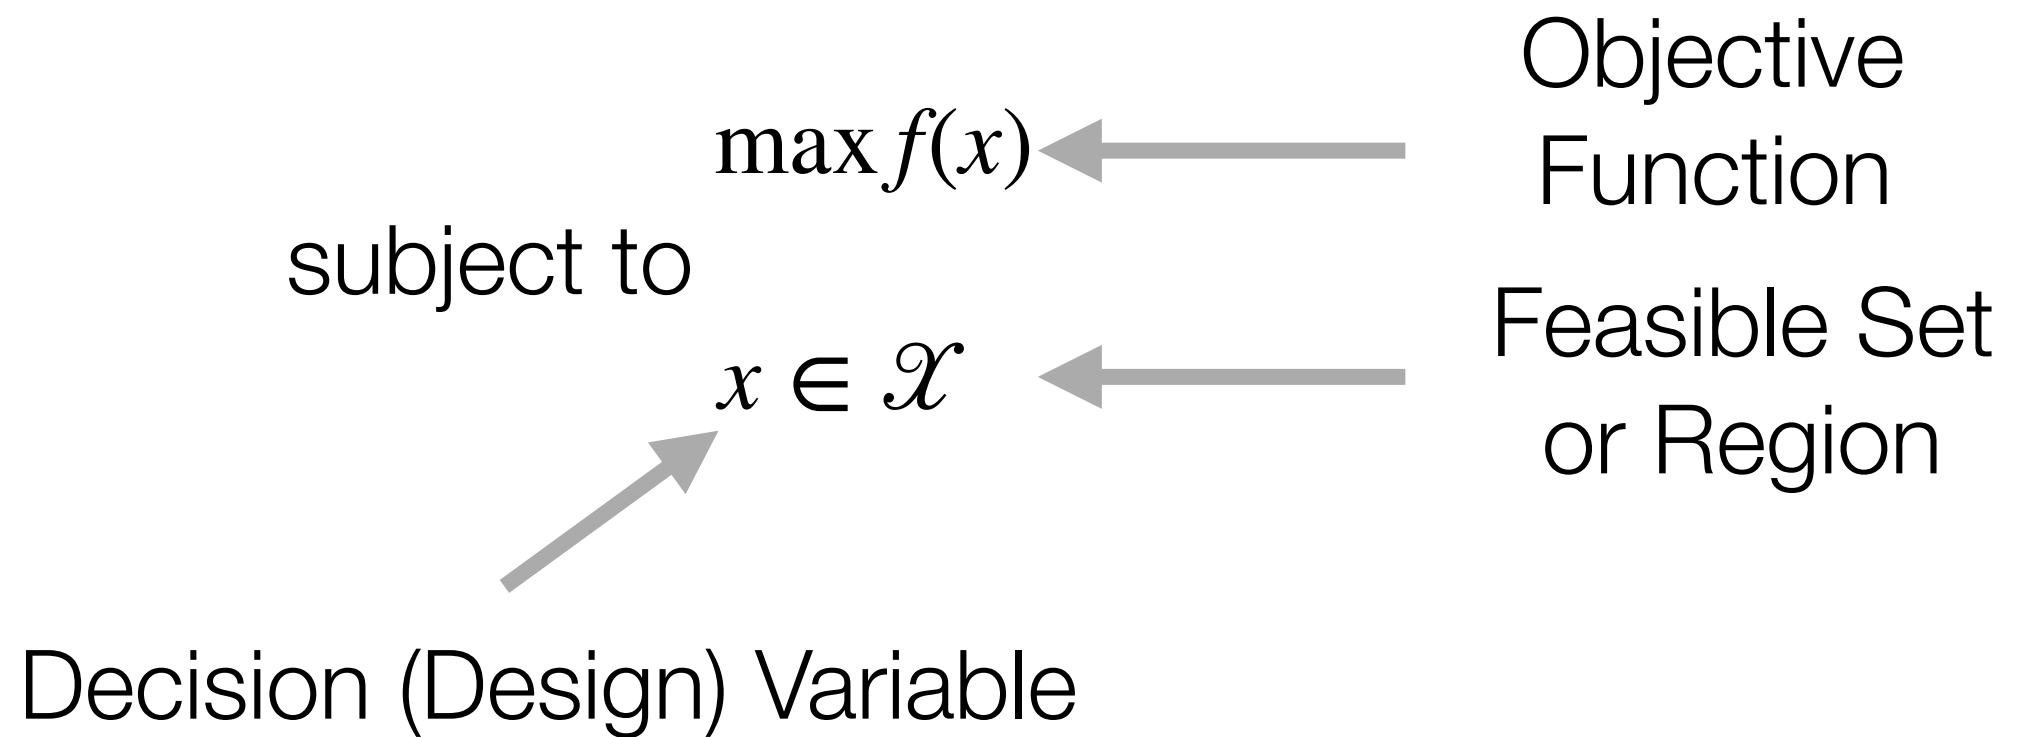 Objective
Function
max f(x)
subject to
Feasible Set
or Region
x ∈ 𝒳
Decision (Design) Variable